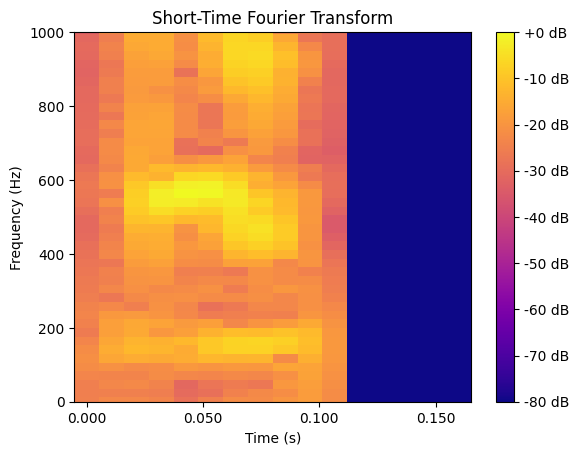 Short-Time Fourier Transform
1000
800
600
400
200
0
Frequency (Hz)
0.000
0.050
0.100
0.150
Time (s)
+0 dB
-10 dB
-20 dB
-30 dB
-40 dB
-50 dB
-60 dB
-70 dB
-80 dB